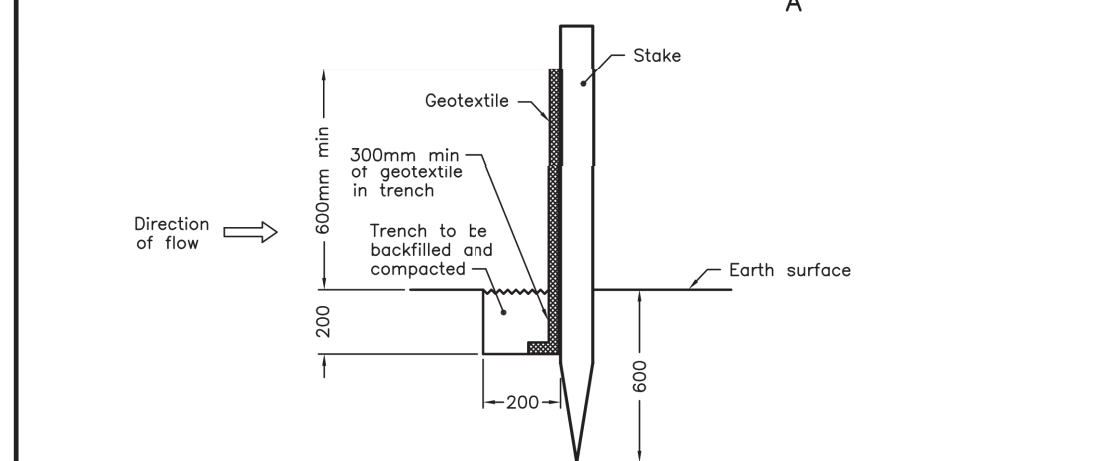 A
Stake
Geotextile
600mm min
300mm min
of geotextile
in trench
Direction
of flow
Trench to be
backfilled and
compacted
Earth surface
200
600
200